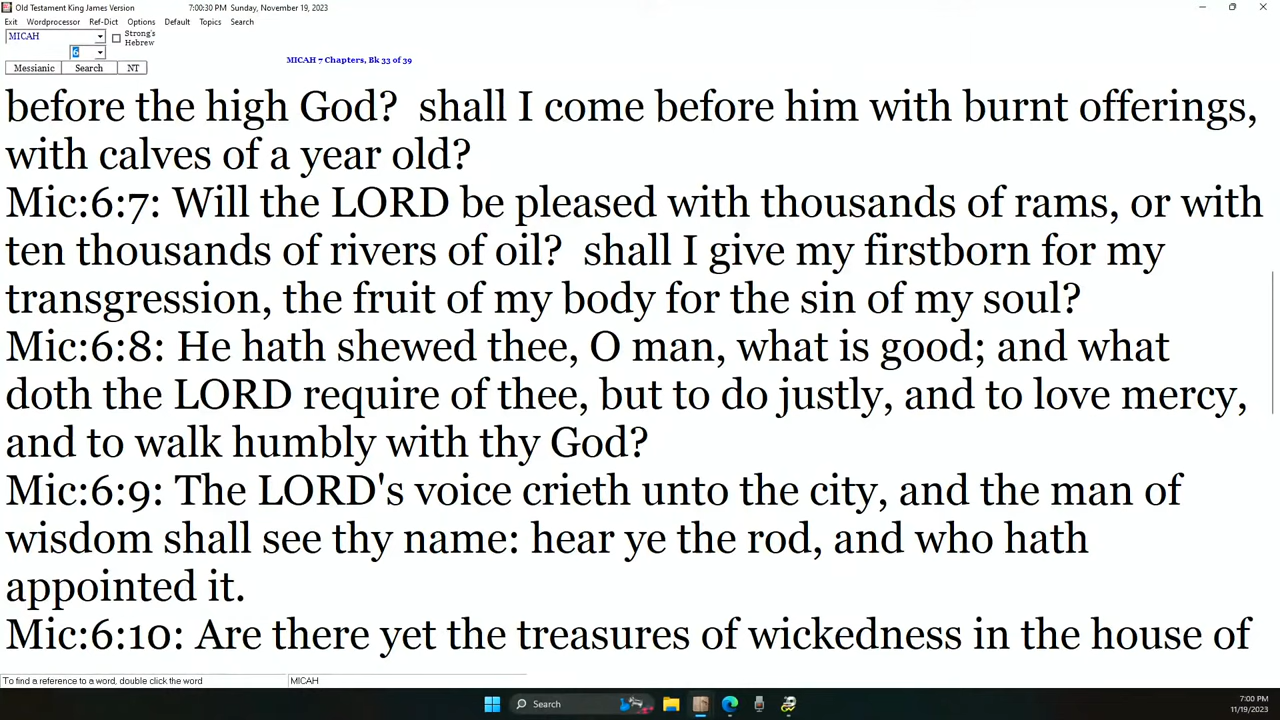 Old Testament King James Version 7:00:30 PM Sunday, November 19, 2023
Exit Wordprocessor Ref-Dict Options Default Topics Search
MICAH Strong's Hebrew
6
MICAH 7 Chapters, Bk 33 of 39
Messianic Search NT
before the high God? shall I come before him with burnt offerings,
with calves of a year old?
Mic:6:7: Will the LORD be pleased with thousands of rams, or with
ten thousands of rivers of oil? shall I give my firstborn for my
transgression, the fruit of my body for the sin of my soul?
Mic:6:8: He hath shewed thee, O man, what is good; and what
doth the LORD require of thee, but to do justly, and to love mercy,
and to walk humbly with thy God?
Mic:6:9: The LORD's voice crieth unto the city, and the man of
wisdom shall see thy name: hear ye the rod, and who hath
appointed it.
Mic:6:10: Are there yet the treasures of wickedness in the house of
To find a reference to a word, double click the word MICAH
Search
7:00 PM
11/19/2023